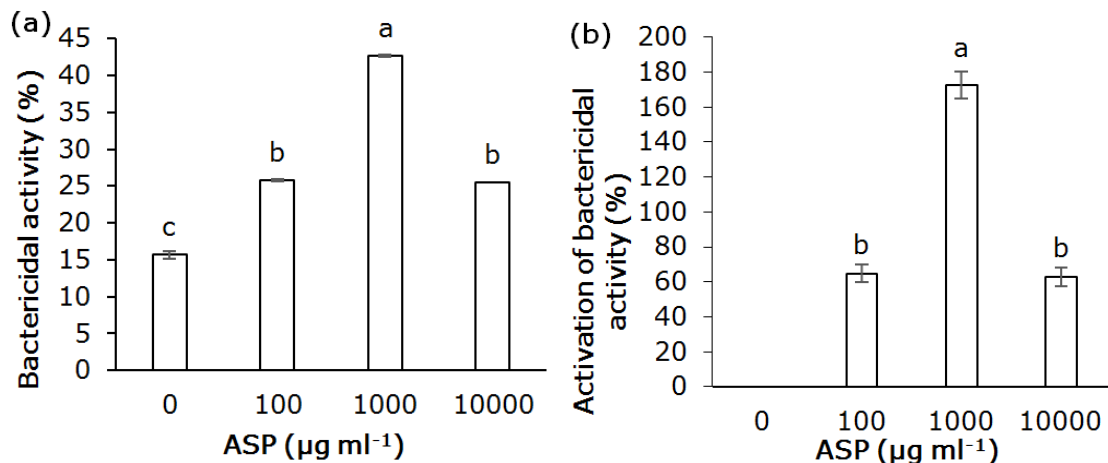 (a)
Bactericidal activity (%)
45
40
35
30
25
20
15
10
5
0
c
b
a
b
0 100 1000 10000
ASP (µg ml⁻¹)
(b)
Activation of bactericidal
activity (%)
200
180
160
140
120
100
80
60
40
20
0
b
a
b
0 100 1000 10000
ASP (µg ml⁻¹)